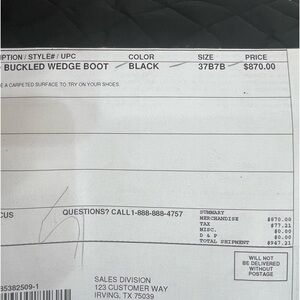 IPTION / STYLE# / UPC COLOR SIZE PRICE
BUCKLED WEDGE BOOT BLACK 37B7B $870.00
E A CARPETED SURFACE TO TRY ON YOUR SHOES.
CUS QUESTIONS? CALL 1-888-888-4757
SUMMARY
MERCHANDISE $870.00
TAX $77.21
MISC. $0.00
D & P $0.00
TOTAL SHIPMENT $947.21
WILL NOT
BE DELIVERED
WITHOUT
POSTAGE
85382509-1
SALES DIVISION
123 CUSTOMER WAY
IRVING, TX 75039